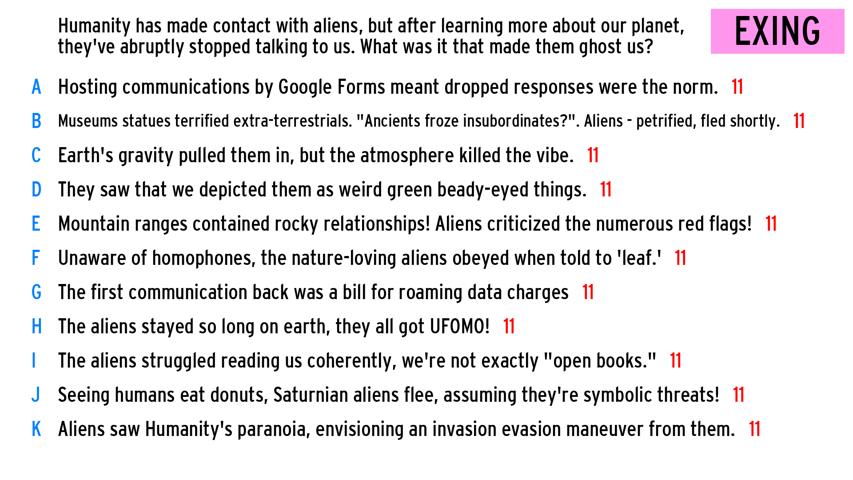 Humanity has made contact with aliens, but after learning more about our planet,
they've abruptly stopped talking to us. What was it that made them ghost us?
EXING
A Hosting communications by Google Forms meant dropped responses were the norm. 11
B Museums statues terrified extra-terrestrials. "Ancients froze insubordinates?". Aliens - petrified, fled shortly. 11
C Earth's gravity pulled them in, but the atmosphere killed the vibe. 11
D They saw that we depicted them as weird green beady-eyed things. 11
E Mountain ranges contained rocky relationships! Aliens criticized the numerous red flags! 11
F Unaware of homophones, the nature-loving aliens obeyed when told to 'leaf.' 11
G The first communication back was a bill for roaming data charges 11
H The aliens stayed so long on earth, they all got UFOMO! 11
I The aliens struggled reading us coherently, we're not exactly "open books." 11
J Seeing humans eat donuts, Saturnian aliens flee, assuming they're symbolic threats! 11
K Aliens saw Humanity's paranoia, envisioning an invasion evasion maneuver from them. 11